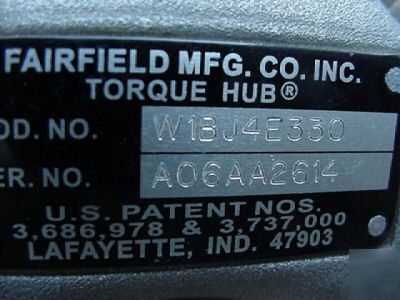 FAIRFIELD MFG. CO. INC.
TORQUE HUB®
OD. NO. W1BJ4E330
ER. NO. A06AA2614
U.S. PATENT NOS.
3,686,978 & 3,737,000
LAFAYETTE, IND. 47903